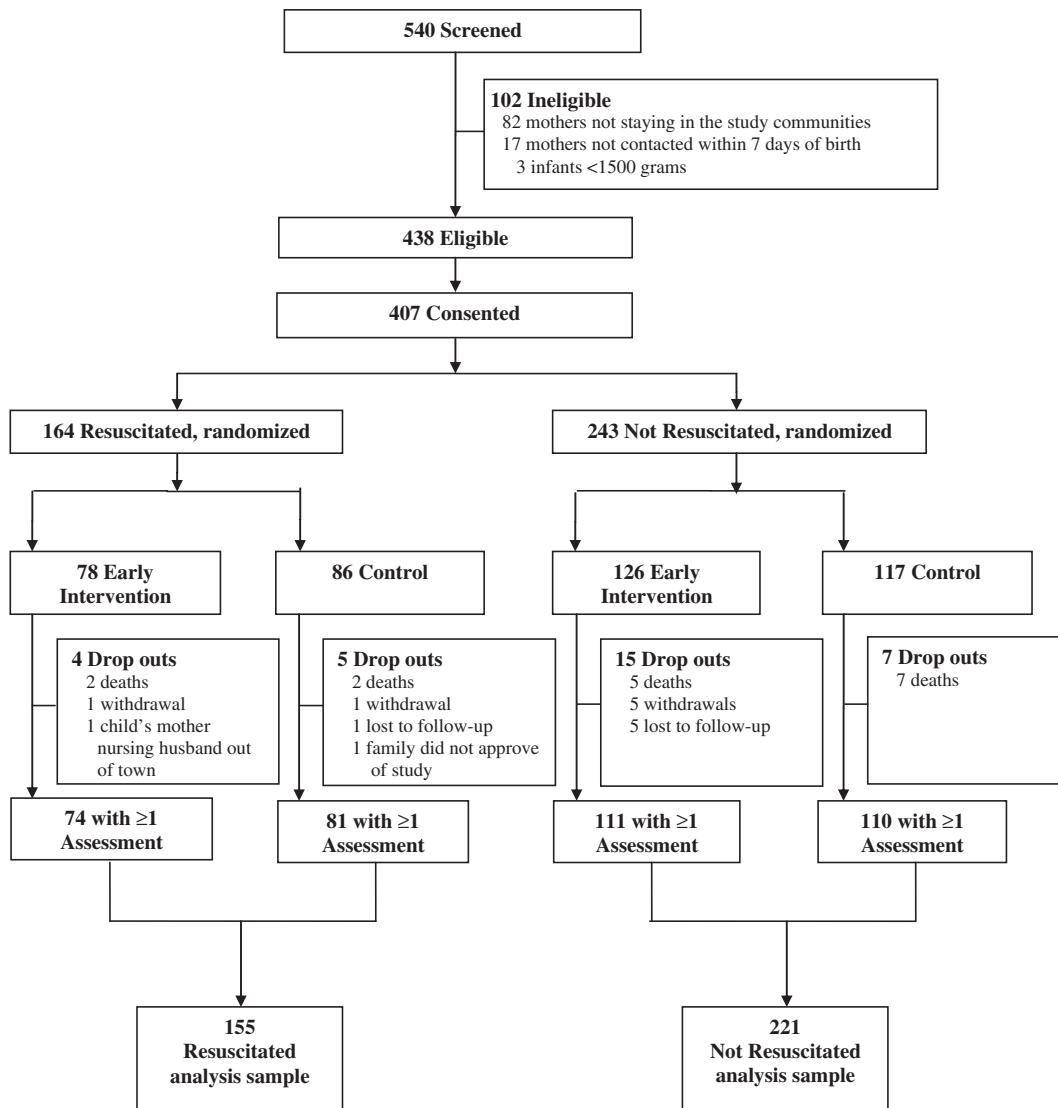 540 Screened
102 Ineligible
82 mothers not staying in the study communities
17 mothers not contacted within 7 days of birth
3 infants <1500 grams
438 Eligible
407 Consented
164 Resuscitated, randomized
243 Not Resuscitated, randomized
78 Early
Intervention
86 Control
126 Early
Intervention
117 Control
4 Drop outs
2 deaths
1 withdrawal
1 child’s mother
nursing husband out
of town
5 Drop outs
2 deaths
1 withdrawal
1 lost to follow-up
1 family did not approve
of study
15 Drop outs
5 deaths
5 withdrawals
5 lost to follow-up
7 Drop outs
7 deaths
74 with ≥1
Assessment
81 with ≥1
Assessment
111 with ≥1
Assessment
110 with ≥1
Assessment
155
Resuscitated
analysis sample
221
Not Resuscitated
analysis sample